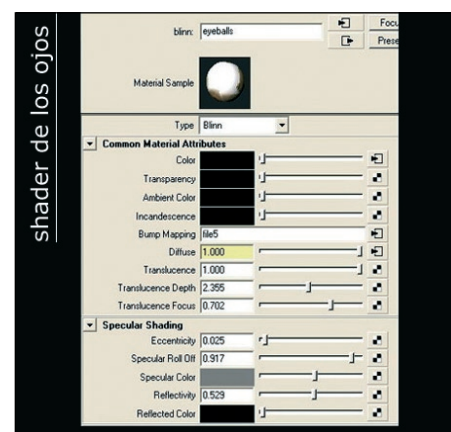 shader de los ojos
blinn: eyeballs
Focu
Prese
Material Sample
Type Blinn
Common Material Attributes
Color
Transparency
Ambient Color
Incandescence
Bump Mapping file5
Diffuse 1.000
Translucence 1.000
Translucence Depth 2.355
Translucence Focus 0.702
Specular Shading
Eccentricity 0.025
Specular Roll Off 0.917
Specular Color
Reflectivity 0.529
Reflected Color